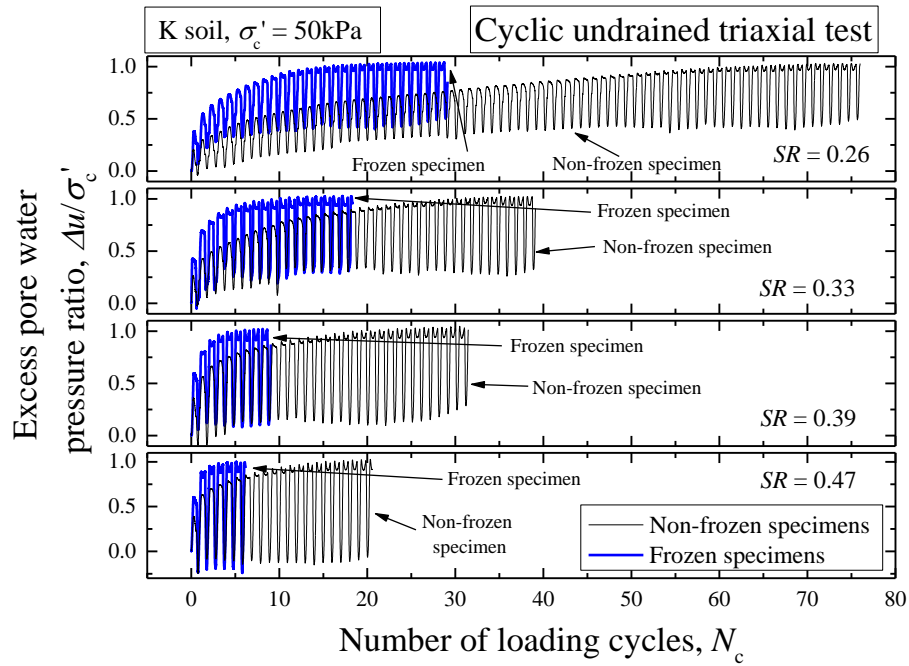 K soil, σc' = 50kPa
Cyclic undrained triaxial test
Excess pore water
pressure ratio, Δu/σc'
1.0
0.5
0.0
Frozen specimen
Non-frozen specimen
SR = 0.26
1.0
0.5
0.0
Frozen specimen
Non-frozen specimen
SR = 0.33
1.0
0.5
0.0
Frozen specimen
Non-frozen specimen
SR = 0.39
1.0
0.5
0.0
Frozen specimen
Non-frozen
specimen
SR = 0.47
Non-frozen specimens
Frozen specimens
0 10 20 30 40 50 60 70 80
Number of loading cycles, Nc